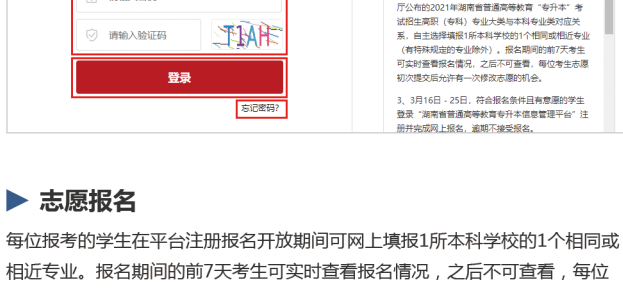 请输入验证码
TIAH
登录
忘记密码?
厅公布的2021年湖南省普通高等教育“专升本”考
试招生高职（专科）专业大类与本科专业类对应关
系，自主选择填报1所本科学校的1个相同或相近专业
（有特殊规定的专业除外）。报名期间的前7天考生
可实时查看报名情况，之后不可查看，每位考生志愿
初次提交后允许有一次修改志愿的机会。
3、3月16日 - 25日，符合报名条件且有意愿的学生
登录“湖南省普通高等教育专升本信息管理平台”注
册并完成网上报名，逾期不接受报名。
志愿报名
每位报考的学生在平台注册报名开放期间可网上填报1所本科学校的1个相同或
相近专业。报名期间的前7天考生可实时查看报名情况，之后不可查看，每位